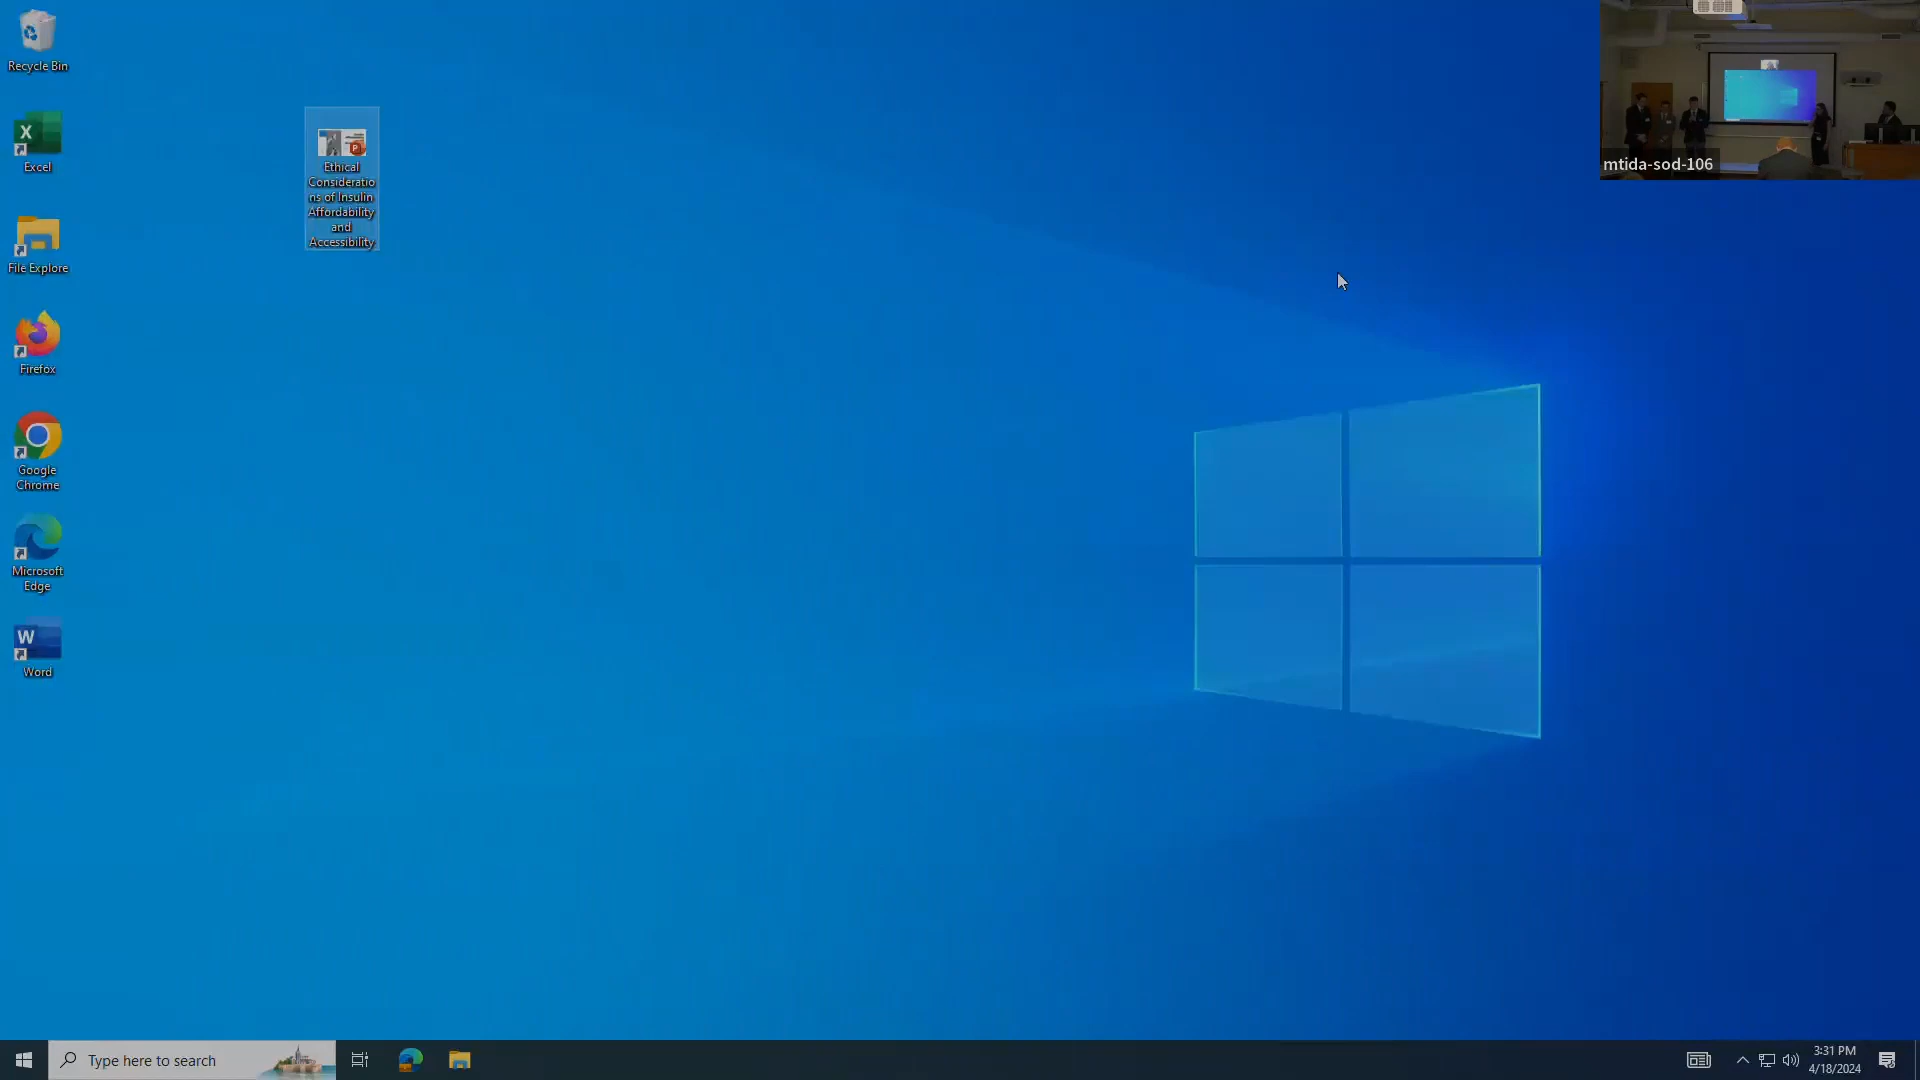 Recycle Bin
Excel
File Explore
Firefox
Google
Chrome
Microsoft
Edge
Word
Ethical
Consideratio
ns of Insulin
Affordability
and
Accessibility
mtida-sod-106
Type here to search
3:31 PM
4/18/2024